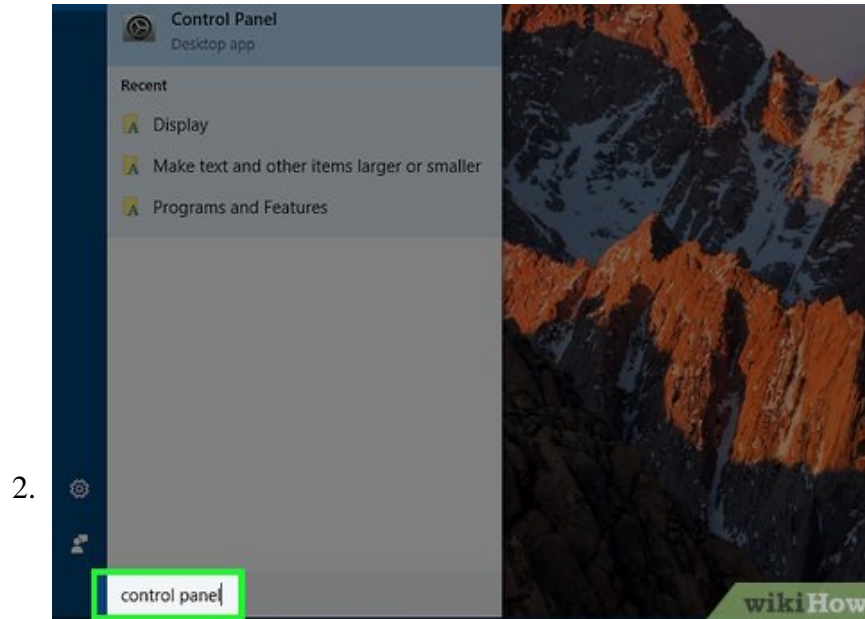 Control Panel
Desktop app
Recent
Display
Make text and other items larger or smaller
Programs and Features
2.
control panel
wikiHow